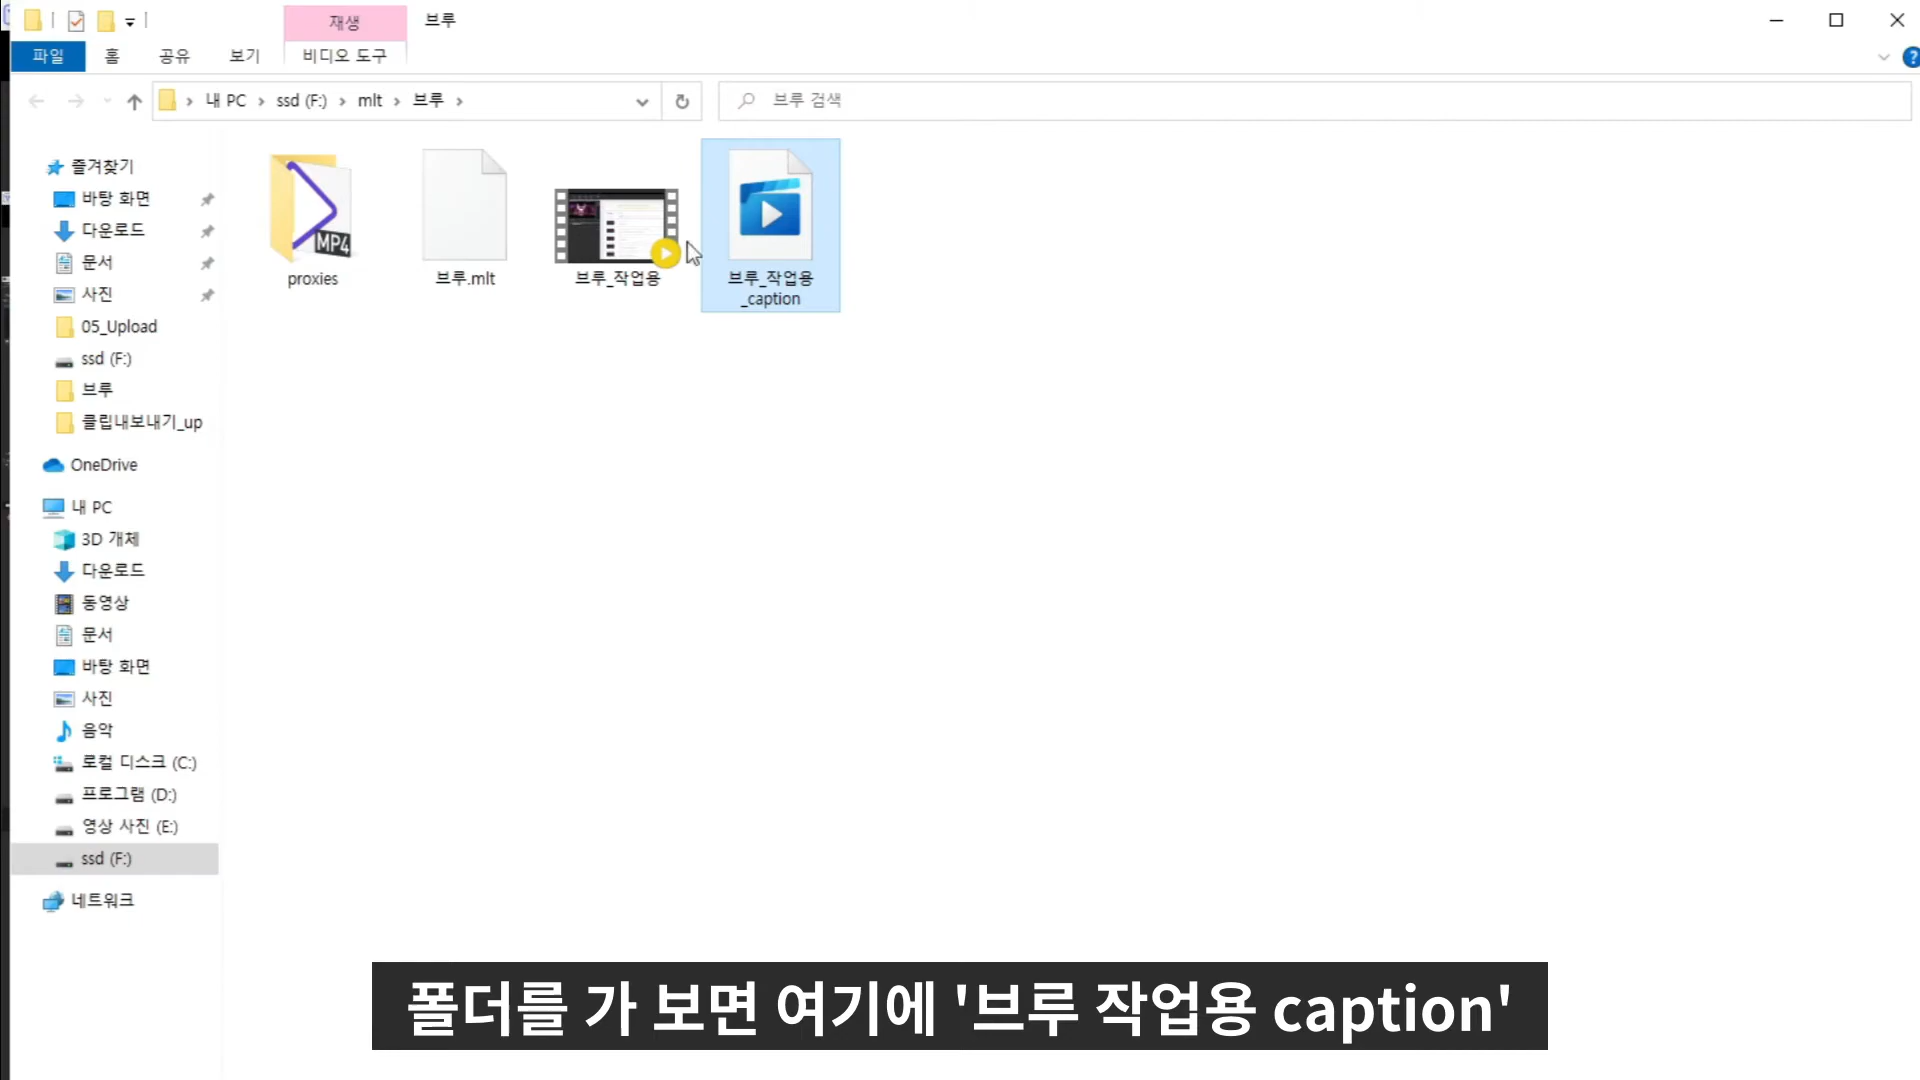 재생
브루
파일
홈
공유
보기
비디오 도구
내 PC
ssd (F:)
mlt
브루
브루 검색
즐겨찾기
바탕 화면
다운로드
문서
사진
05_Upload
ssd (F:)
브루
클립내보내기_up
OneDrive
내 PC
3D 개체
다운로드
동영상
문서
바탕 화면
사진
음악
로컬 디스크 (C:)
프로그램 (D:)
영상 사진 (E:)
ssd (F:)
네트워크
MP4
proxies
브루.mlt
브루_작업용
브루_작업용
_caption
폴더를 가 보면 여기에 '브루 작업용 caption'